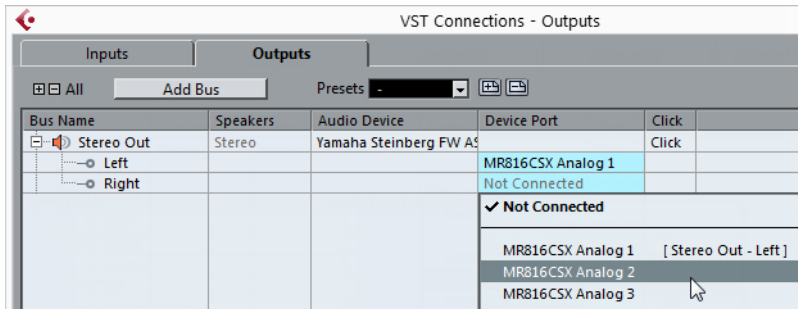 VST Connections - Outputs
Inputs Outputs
All Add Bus Presets -
Bus Name Speakers Audio Device Device Port Click
Stereo Out Stereo Yamaha Steinberg FW AS Click
Left MR816CSX Analog 1
Right Not Connected
✓ Not Connected
MR816CSX Analog 1 [ Stereo Out - Left ]
MR816CSX Analog 2
MR816CSX Analog 3